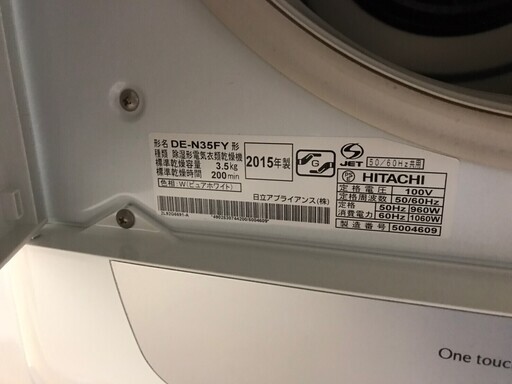 形名 DE-N35FY 形
種類 除湿形電気衣類乾燥機
標準乾燥容量 3.5kg
標準乾燥時間 200min
色相:W(ピュアホワイト)
2015年製
G
JET
50/60Hz共用
HITACHI
定格電圧 100V
定格周波数 50/60Hz
定格消費電力 50Hz 960W
60Hz 1060W
製造番号 5004609
日立アプライアンス(株)
One touc